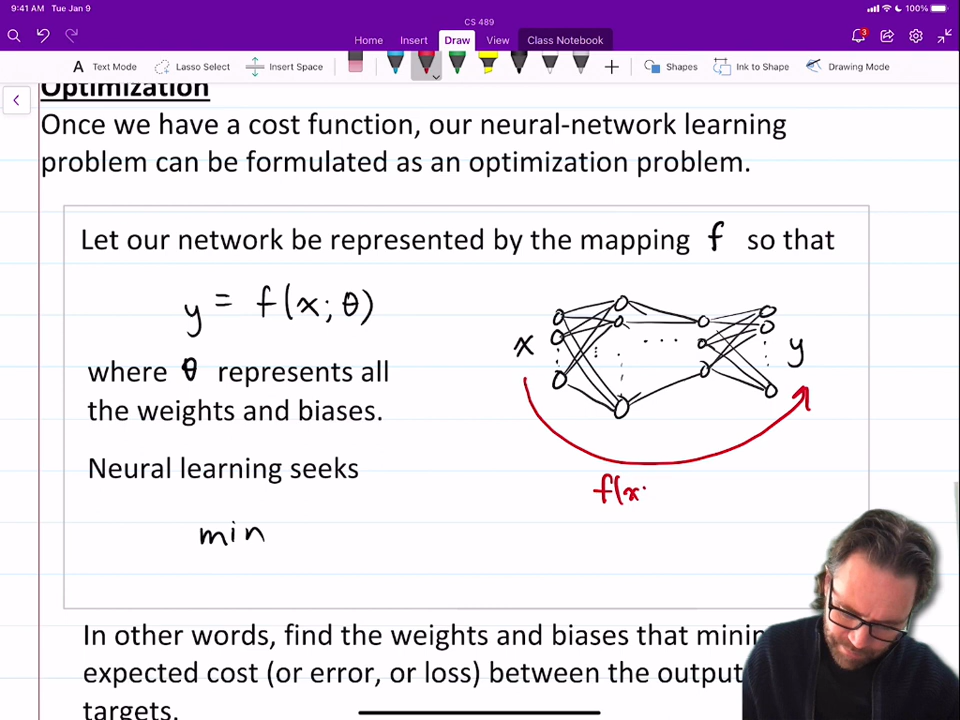 9:41 AM Tue Jan 9
100%
CS 489
3
Home Insert Draw View Class Notebook
A Text Mode Lasso Select Insert Space Shapes Ink to Shape Drawing Mode
Optimization
Once we have a cost function, our neural-network learning
problem can be formulated as an optimization problem.
Let our network be represented by the mapping f so that
y = f(x; θ)
x y
where θ represents all
the weights and biases.
Neural learning seeks
f(x;
min
In other words, find the weights and biases that
expected cost (or error, or loss) between the output
targets.